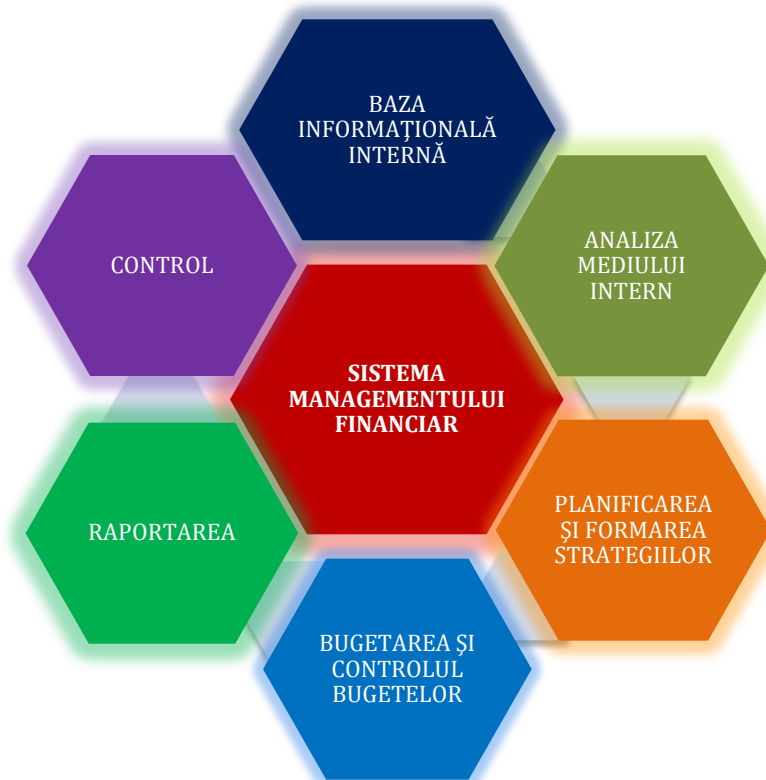 BAZA
INFORMAȚIONALĂ
INTERNĂ
ANALIZA
MEDIULUI
INTERN
CONTROL
SISTEMA
MANAGEMENTULUI
FINANCIAR
PLANIFICAREA
ȘI FORMAREA
STRATEGIILOR
RAPORTAREA
BUGETAREA ȘI
CONTROLUL
BUGETELOR